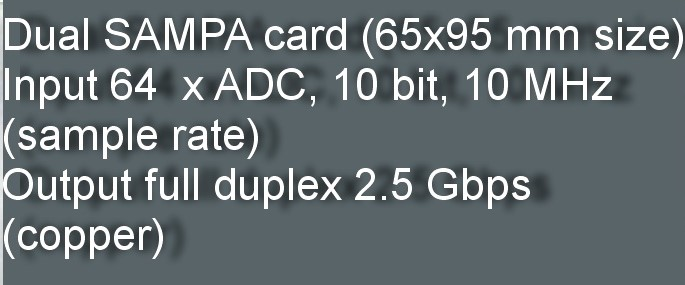 Dual SAMPA card (65x95 mm size)
Input 64  x ADC, 10 bit, 10 MHz
(sample rate)
Output full duplex 2.5 Gbps
(copper)